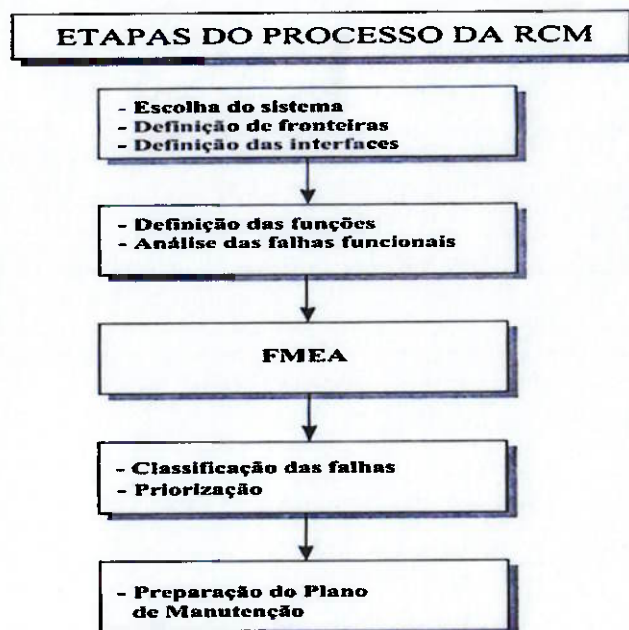 ETAPAS DO PROCESSO DA RCM
- Escolha do sistema
- Definição de fronteiras
- Definição das interfaces
- Definição das funções
- Análise das falhas funcionais
FMEA
- Classificação das falhas
- Priorização
- Preparação do Plano
de Manutenção